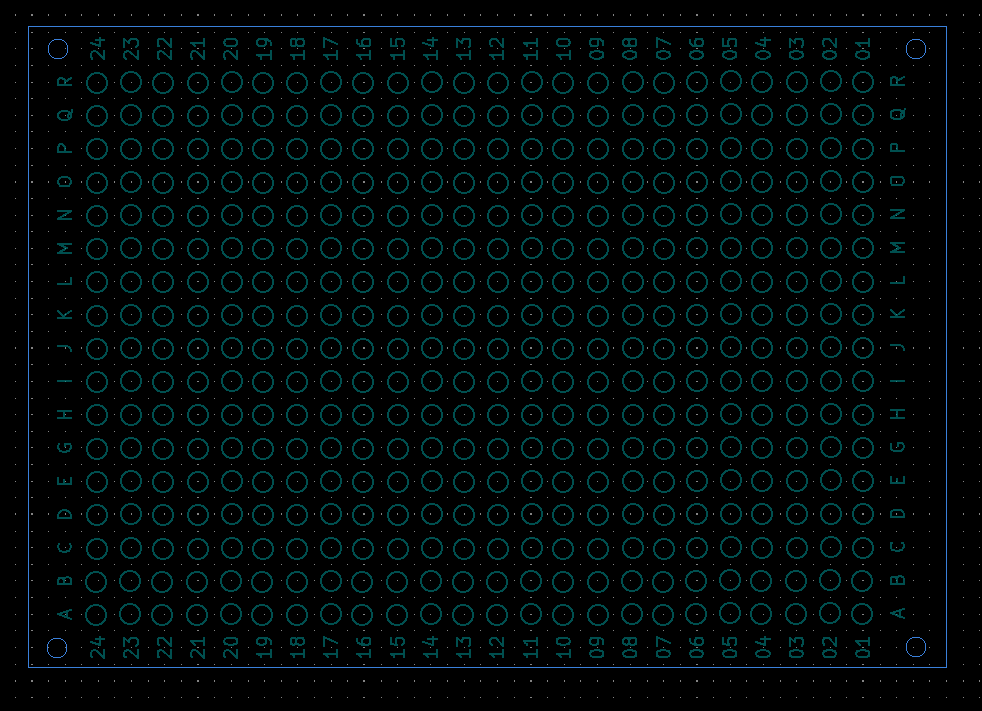 24 23 22 21 20 19 18 17 16 15 14 13 12 11 10 09 08 07 06 05 04 03 02 01
R R
Q Q
P P
O O
N N
M M
L L
K K
J J
I I
H H
G G
E E
D D
C C
B B
A A
24 23 22 21 20 19 18 17 16 15 14 13 12 11 10 09 08 07 06 05 04 03 02 01